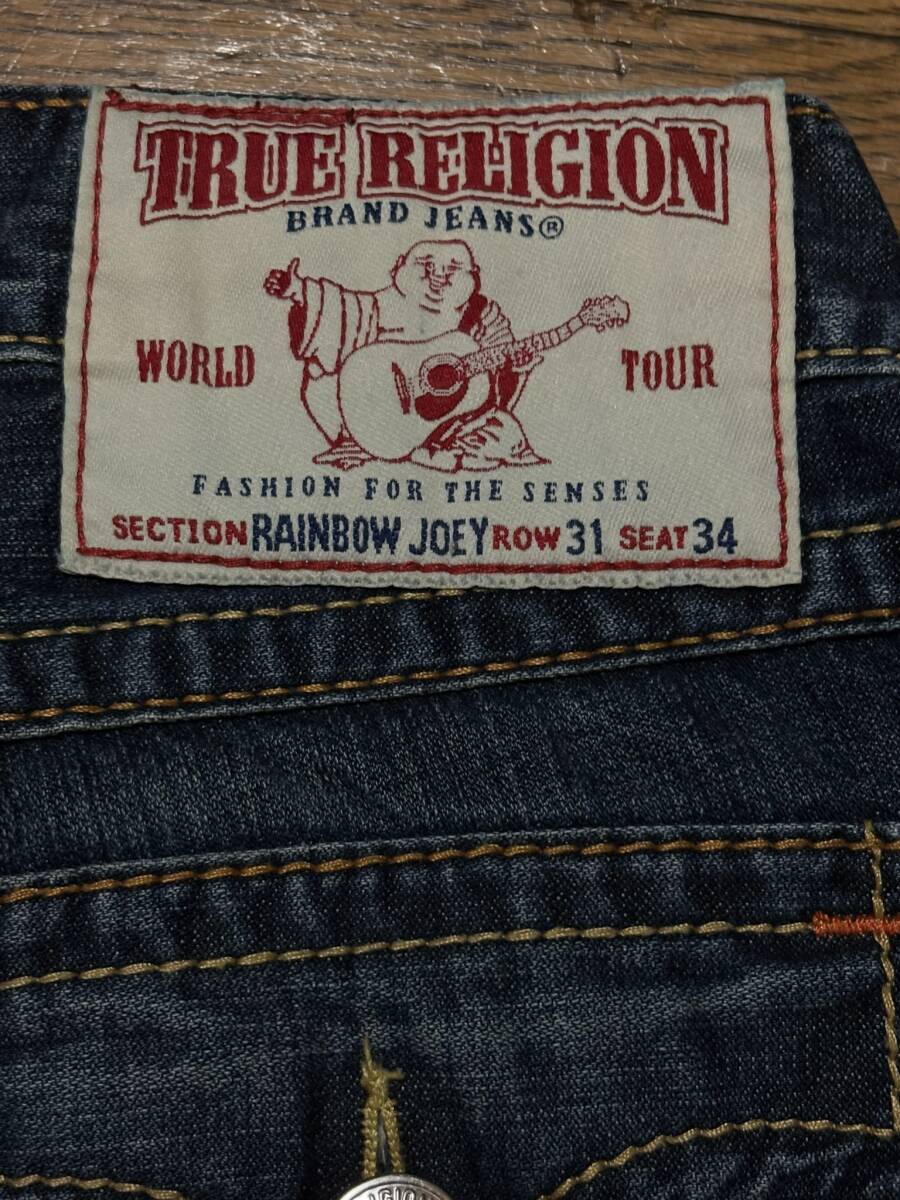 TRUE RELIGION
BRAND JEANS®
WORLD TOUR
FASHION FOR THE SENSES
SECTION RAINBOW JOEY ROW 31 SEAT 34